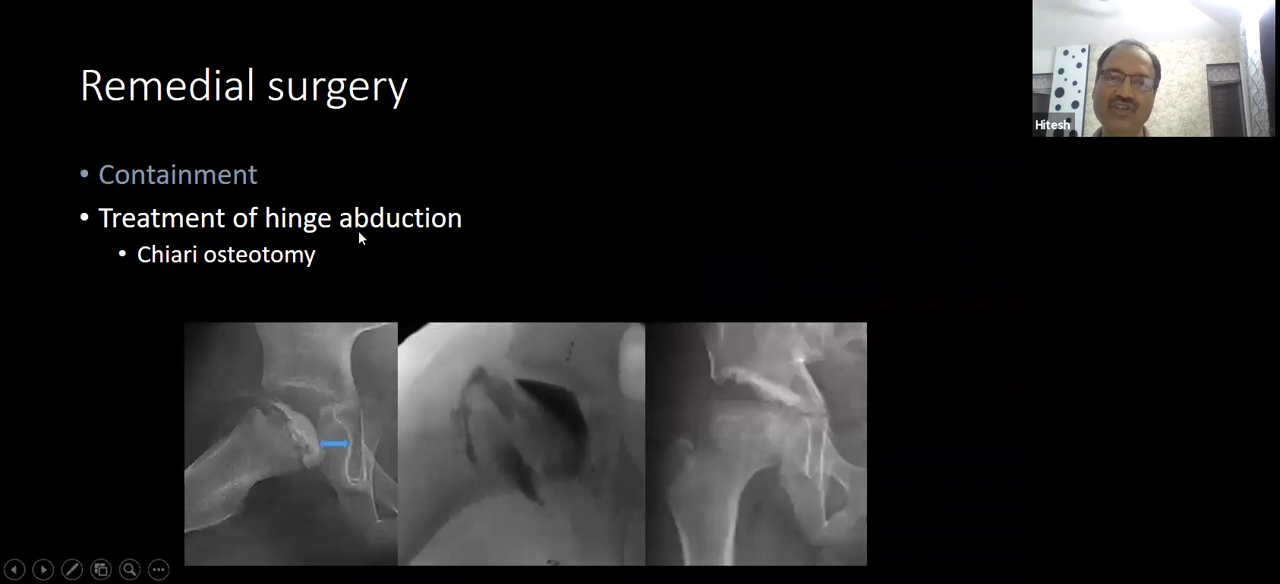 Remedial surgery
Hitesh
• Containment
• Treatment of hinge abduction
• Chiari osteotomy